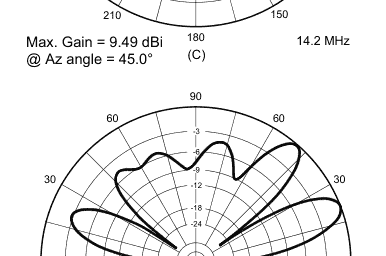 210 150
180
Max. Gain = 9.49 dBi
@ Az angle = 45.0°
(C)
14.2 MHz
90
60 60
-3
-6
30 30
-9
-12
-18
-24